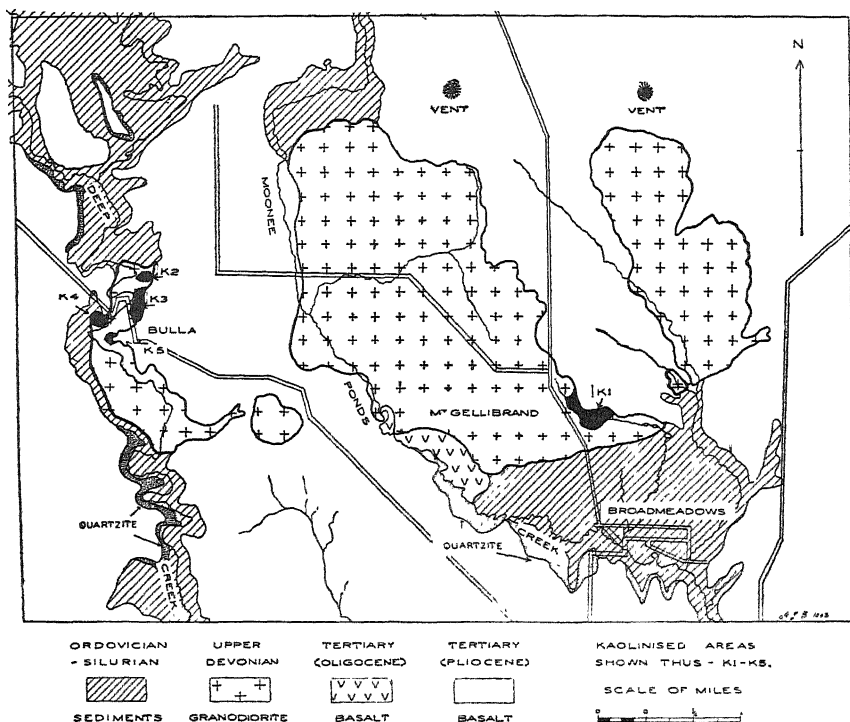 N
VENT
VENT
MOONEE
DEEP
K2
K4
K3
BULLA
K5
K1
PONDS
MT GELLIBRAND
QUARTZITE
QUARTZITE
CREEK
BROADMEADOWS
CREEK
ORDOVICIAN
- SILURIAN
SEDIMENTS
UPPER
DEVONIAN
GRANODIORITE
TERTIARY
(OLIGOCENE)
BASALT
TERTIARY
(PLIOCENE)
BASALT
KAOLINISED AREAS
SHOWN THUS - K1-K5.
SCALE OF MILES